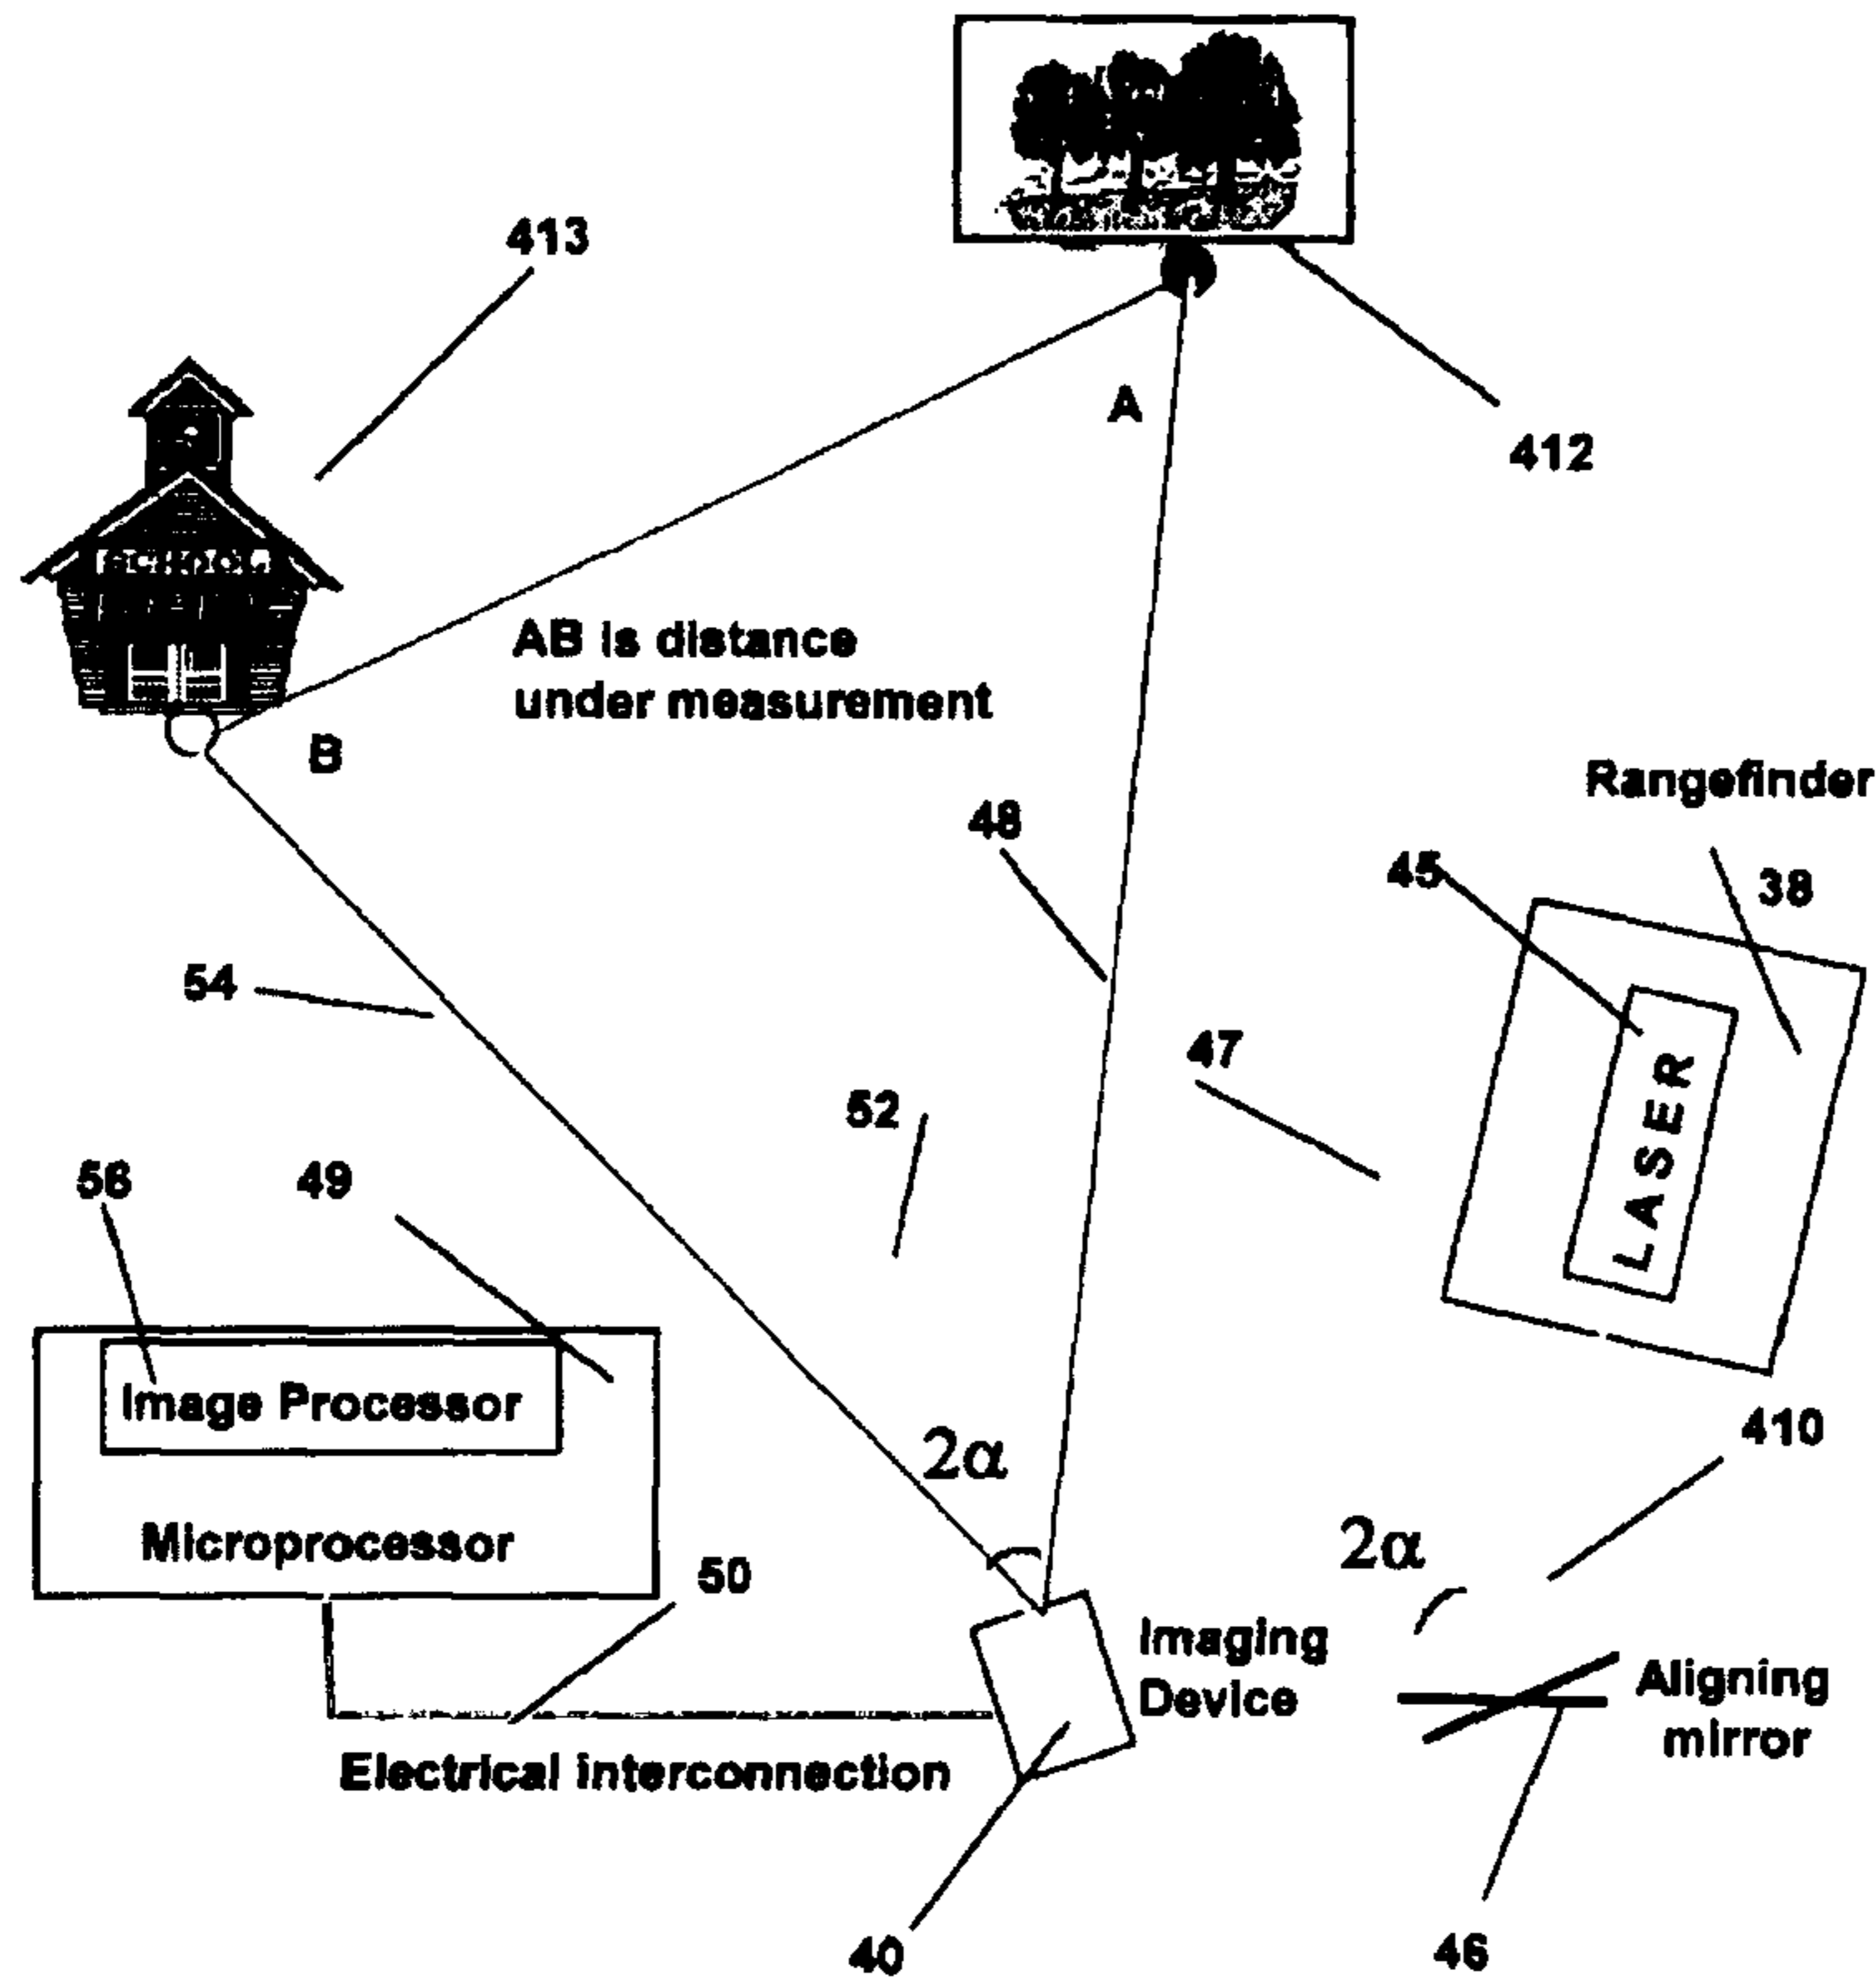 413
A
412
SCHOOL
AB is distance
under measurement
B
Rangefinder
48
45
38
54
47
52
LASER
56
49
Image Processor
2α
410
Microprocessor
2α
50
Imaging
Device
Aligning
mirror
Electrical interconnection
40
46